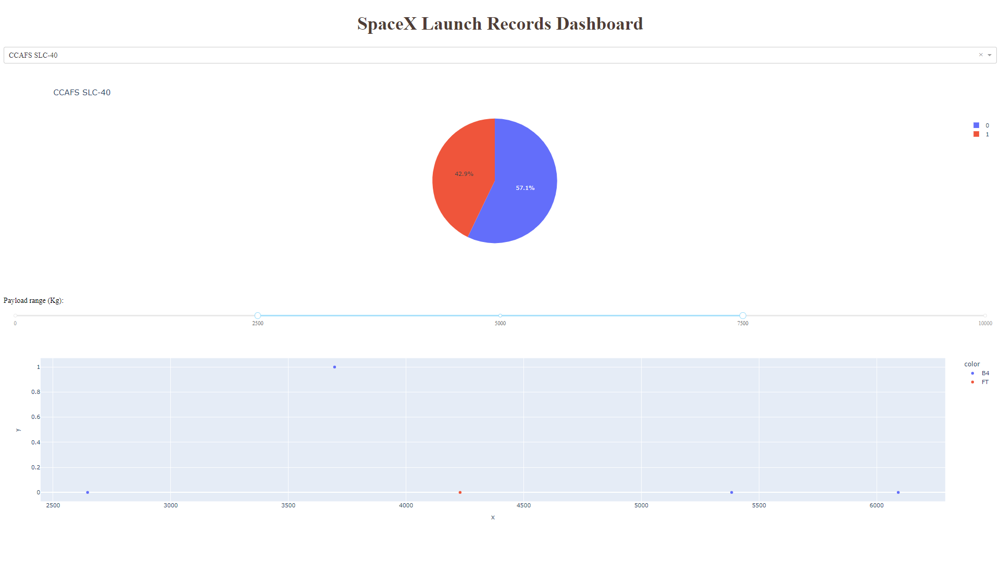 SpaceX Launch Records Dashboard
CCAFS SLC-40
CCAFS SLC-40
0
1
42.9%
57.1%
Payload range (Kg):
0 2500 5000 7500 10000
color
B4
FT
1
0.8
0.6
0.4
0.2
0
y
2500 3000 3500 4000 4500 5000 5500 6000
x